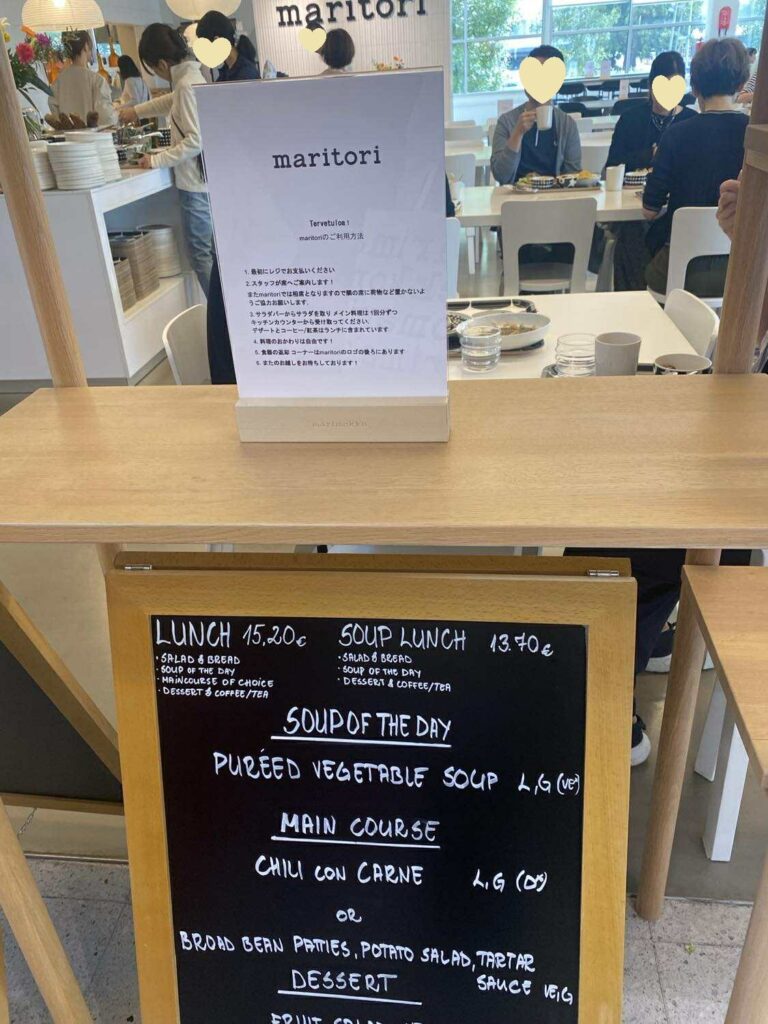 maritori
maritori
Tervetuloa!
maritoriのご利用方法
1. 最初にレジでお支払いください
2. スタッフが席へご案内します!
またmaritoriでは相席となりますので隣の席に荷物など置かないよ
うご協力お願いします.
3. サラダバーからサラダを取り メイン料理は 1回分ずつ
キッチンカウンターから受け取ってください.
デザートとコーヒー/紅茶はランチに含まれています
4. 料理のおかわりは自由です!
5. 食器の返却 コーナーはmaritoriのロゴの後ろにあります
6. またのお越しをお待ちしております!
marimekko
LUNCH 15,20€
· SALAD & BREAD
· SOUP OF THE DAY
· MAINCOURSE OF CHOICE
· DESSERT & COFFEE/TEA
SOUP LUNCH 13.70€
· SALAD & BREAD
· SOUP OF THE DAY
· DESSERT & COFFEE/TEA
SOUP OF THE DAY
PURÉED VEGETABLE SOUP L,G (VE*)
MAIN COURSE
CHILI CON CARNE L,G (D*)
OR
BROAD BEAN PATTIES, POTATO SALAD, TARTAR
SAUCE VE,G
DESSERT
FRUIT SALAD